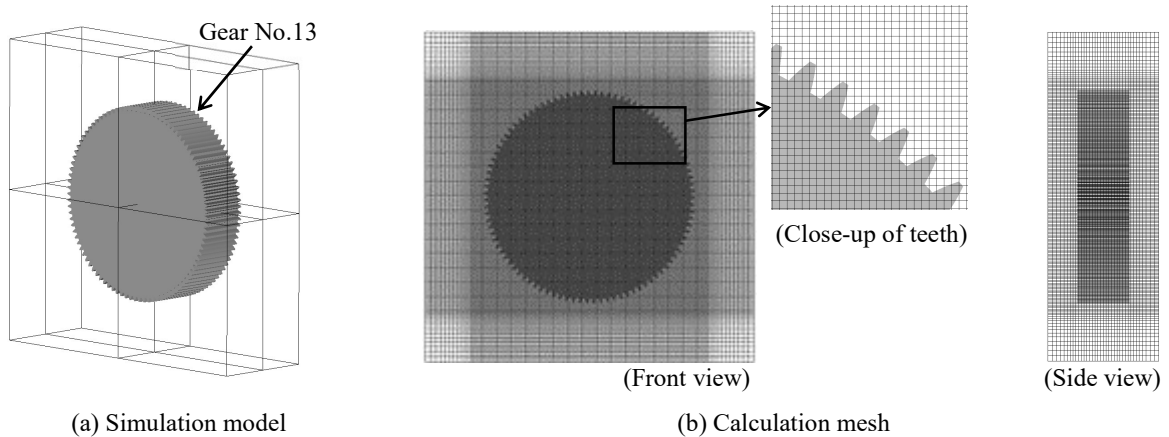 Gear No.13
(Close-up of teeth)
(Front view)
(Side view)
(a) Simulation model
(b) Calculation mesh